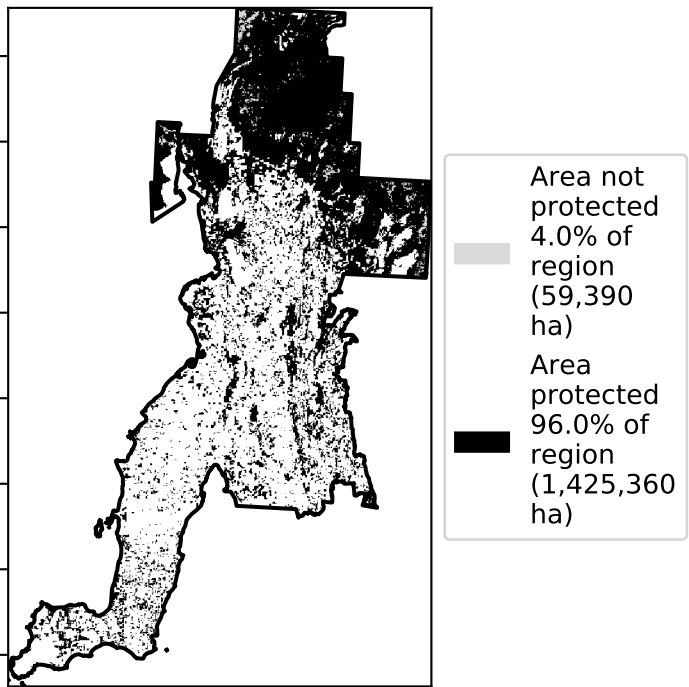 Area not
protected
4.0% of
region
(59,390
ha)
Area
protected
96.0% of
region
(1,425,360
ha)